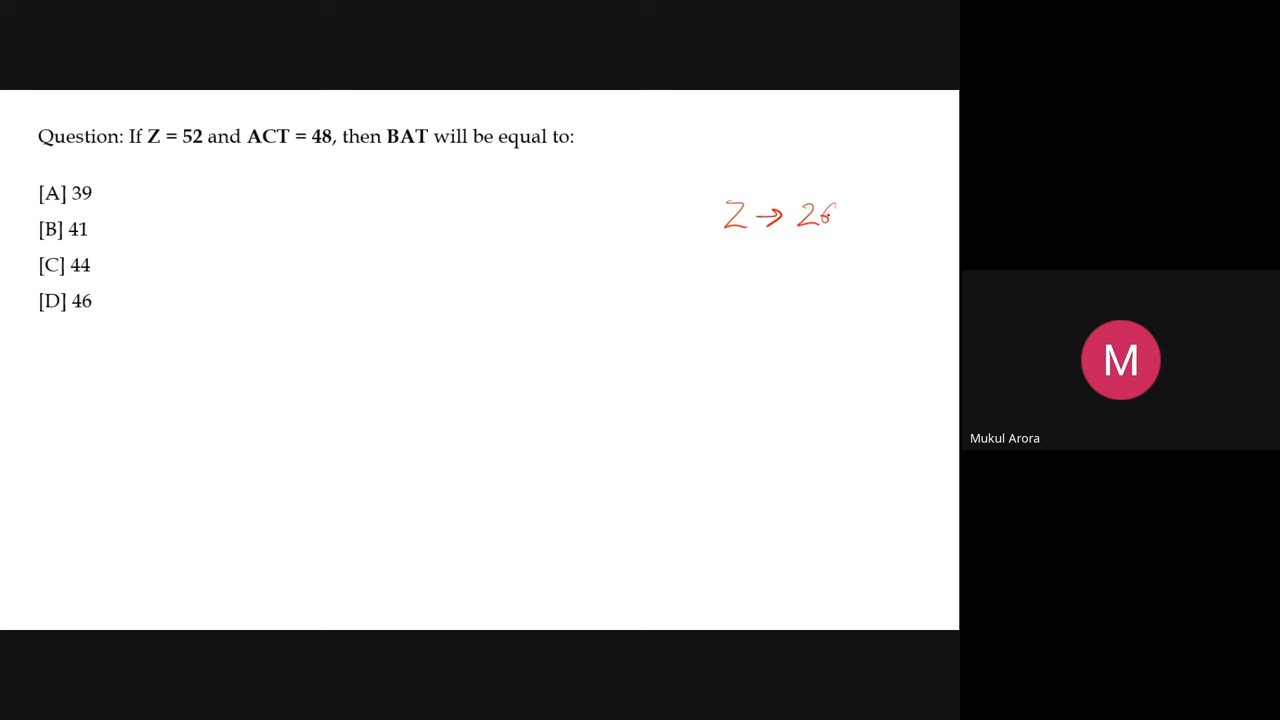 Question: If Z = 52 and ACT = 48, then BAT will be equal to:
[A] 39
Z → 26
[B] 41
[C] 44
[D] 46
M
Mukul Arora